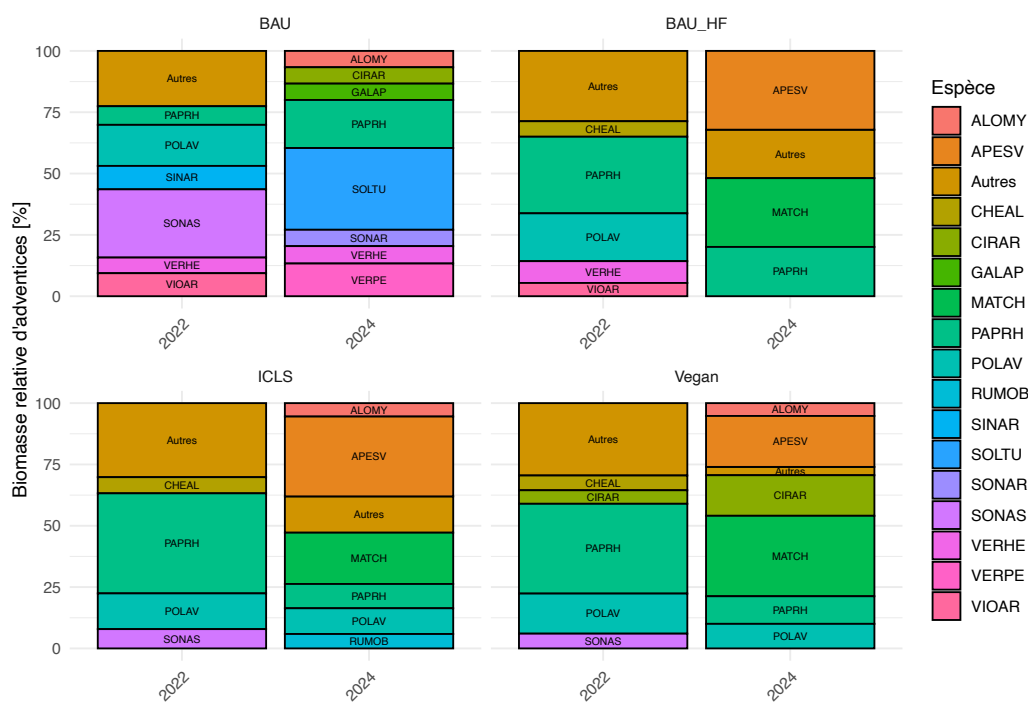 BAU
BAU_HF
Biomasse relative d'adventices [%]
100
75
50
25
0
Autres
PAPRH
POLAV
SINAR
SONAS
VERHE
VIOAR
ALOMY
CIRAR
GALAP
PAPRH
SOLTU
SONAR
VERHE
VERPE
2022
2024
Autres
CHEAL
PAPRH
POLAV
VERHE
VIOAR
APESV
Autres
MATCH
PAPRH
2022
2024
ICLS
Vegan
100
75
50
25
0
Autres
CHEAL
PAPRH
POLAV
SONAS
ALOMY
APESV
Autres
MATCH
PAPRH
POLAV
RUMOB
2022
2024
Autres
CHEAL
CIRAR
PAPRH
POLAV
SONAS
ALOMY
APESV
Autres
CIRAR
MATCH
PAPRH
POLAV
2022
2024
Espèce
ALOMY
APESV
Autres
CHEAL
CIRAR
GALAP
MATCH
PAPRH
POLAV
RUMOB
SINAR
SOLTU
SONAR
SONAS
VERHE
VERPE
VIOAR